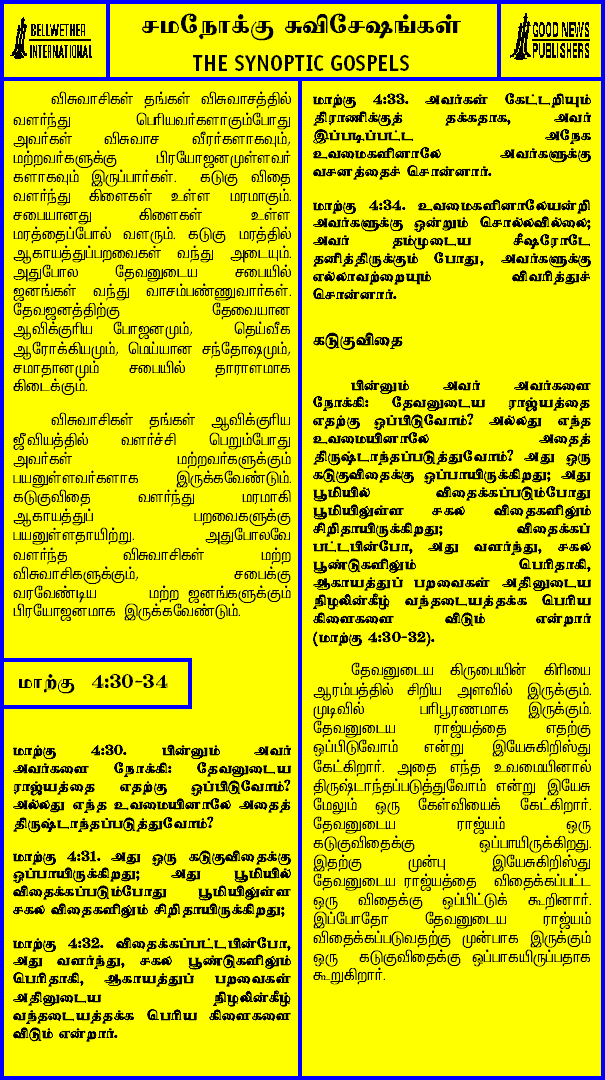 BELLWETHER
INTERNATIONAL
சமநோக்கு சுவிசேஷங்கள்
THE SYNOPTIC GOSPELS
GOOD NEWS
PUBLISHERS
விசுவாசிகள் தங்கள் விசுவாசத்தில்
வளர்ந்து பெரியவர்களாகும்போது
அவர்கள் விசுவாச வீரர்களாகவும்,
மற்றவர்களுக்கு பிரயோஜனமுள்ளவர்
களாகவும் இருப்பார்கள். கடுகு விதை
வளர்ந்து கிளைகள் உள்ள மரமாகும்.
சபையானது கிளைகள் உள்ள
மரத்தைப்போல் வளரும். கடுகு மரத்தில்
ஆகாயத்துப்பறவைகள் வந்து அடையும்.
அதுபோல தேவனுடைய சபையில்
ஜனங்கள் வந்து வாசம்பண்ணுவார்கள்.
தேவஜனத்திற்கு தேவையான
ஆவிக்குரிய போஜனமும், தெய்வீக
ஆரோக்கியமும், மெய்யான சந்தோஷமும்,
சமாதானமும் சபையில் தாராளமாக
கிடைக்கும்.
விசுவாசிகள் தங்கள் ஆவிக்குரிய
ஜீவியத்தில் வளர்ச்சி பெறும்போது
அவர்கள் மற்றவர்களுக்கும்
பயனுள்ளவர்களாக இருக்கவேண்டும்.
கடுகுவிதை வளர்ந்து மரமாகி
ஆகாயத்துப் பறவைகளுக்கு
பயனுள்ளதாயிற்று. அதுபோலவே
வளர்ந்த விசுவாசிகள் மற்ற
விசுவாசிகளுக்கும், சபைக்கு
வரவேண்டிய மற்ற ஜனங்களுக்கும்
பிரயோஜனமாக இருக்கவேண்டும்.
மாற்கு 4:30-34
மாற்கு 4:30. பின்னும் அவர்
அவர்களை நோக்கி: தேவனுடைய
ராஜ்யத்தை எதற்கு ஒப்பிடுவோம்?
அல்லது எந்த உவமையினாலே அதைத்
திருஷ்டாந்தப்படுத்துவோம்?
மாற்கு 4:31. அது ஒரு கடுகுவிதைக்கு
ஒப்பாயிருக்கிறது; அது பூமியில்
விதைக்கப்படும்போது பூமியிலுள்ள
சகல விதைகளிலும் சிறிதாயிருக்கிறது;
மாற்கு 4:32. விதைக்கப்பட்டபின்போ,
அது வளர்ந்து, சகல பூண்டுகளிலும்
பெரிதாகி, ஆகாயத்துப் பறவைகள்
அதினுடைய நிழலின்கீழ்
வந்தடையத்தக்க பெரிய கிளைகளை
விடும் என்றார்.
மாற்கு 4:33. அவர்கள் கேட்டறியும்
திராணிக்குத் தக்கதாக, அவர்
இப்படிப்பட்ட அநேக
உவமைகளினாலே அவர்களுக்கு
வசனத்தைச் சொன்னார்.
மாற்கு 4:34. உவமைகளினாலேயன்றி
அவர்களுக்கு ஒன்றும் சொல்லவில்லை;
அவர் தம்முடைய சீஷரோடே
தனித்திருக்கும் போது, அவர்களுக்கு
எல்லாவற்றையும் விவரித்துச்
சொன்னார்.
கடுகுவிதை
பின்னும் அவர் அவர்களை
நோக்கி: தேவனுடைய ராஜ்யத்தை
எதற்கு ஒப்பிடுவோம்? அல்லது எந்த
உவமையினாலே அதைத்
திருஷ்டாந்தப்படுத்துவோம்? அது ஒரு
கடுகுவிதைக்கு ஒப்பாயிருக்கிறது; அது
பூமியில் விதைக்கப்படும்போது
பூமியிலுள்ள சகல விதைகளிலும்
சிறிதாயிருக்கிறது; விதைக்கப்
பட்டபின்போ, அது வளர்ந்து, சகல
பூண்டுகளிலும் பெரிதாகி,
ஆகாயத்துப் பறவைகள் அதினுடைய
நிழலின்கீழ் வந்தடையத்தக்க பெரிய
கிளைகளை விடும் என்றார்
(மாற்கு 4:30-32).
தேவனுடைய கிருபையின் கிரியை
ஆரம்பத்தில் சிறிய அளவில் இருக்கும்.
முடிவில் பரிபூரணமாக இருக்கும்.
தேவனுடைய ராஜ்யத்தை எதற்கு
ஒப்பிடுவோம் என்று இயேசுகிறிஸ்து
கேட்கிறார். அதை எந்த உவமையினால்
திருஷ்டாந்தப்படுத்துவோம் என்று இயேசு
மேலும் ஒரு கேள்வியைக் கேட்கிறார்.
தேவனுடைய ராஜ்யம் ஒரு
கடுகுவிதைக்கு ஒப்பாயிருக்கிறது.
இதற்கு முன்பு இயேசுகிறிஸ்து
தேவனுடைய ராஜ்யத்தை விதைக்கப்பட்ட
ஒரு விதைக்கு ஒப்பிட்டுக் கூறினார்.
இப்போதோ தேவனுடைய ராஜ்யம்
விதைக்கப்படுவதற்கு முன்பாக இருக்கும்
ஒரு கடுகுவிதைக்கு ஒப்பாகயிருப்பதாக
கூறுகிறார்.